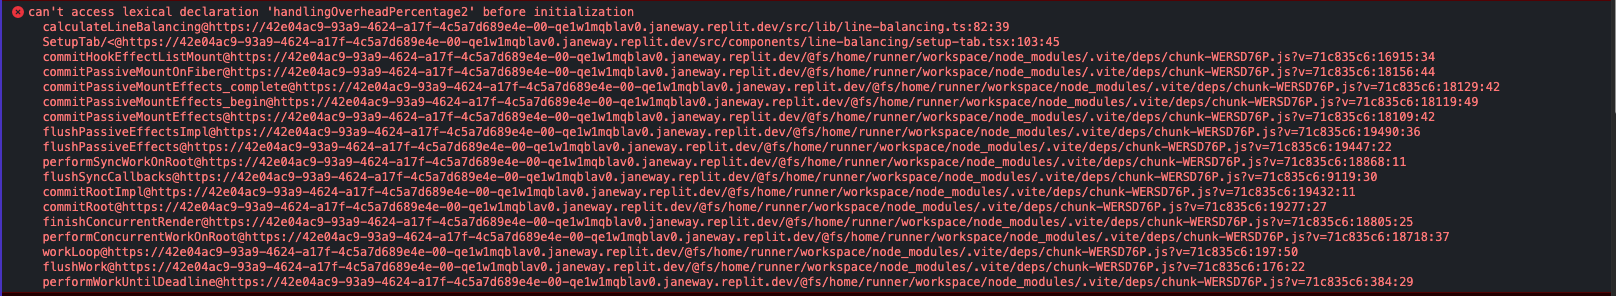 can't access lexical declaration 'handlingOverheadPercentage2' before initialization
calculateLineBalancing@https://42e04ac9-93a9-4624-a17f-4c5a7d689e4e-00-qe1w1mqblav0.janeway.replit.dev/src/lib/line-balancing.ts:82:39
SetupTab/<@https://42e04ac9-93a9-4624-a17f-4c5a7d689e4e-00-qe1w1mqblav0.janeway.replit.dev/src/components/line-balancing/setup-tab.tsx:103:45
commitHookEffectListMount@https://42e04ac9-93a9-4624-a17f-4c5a7d689e4e-00-qe1w1mqblav0.janeway.replit.dev/@fs/home/runner/workspace/node_modules/.vite/deps/chunk-WERSD76P.js?v=71c835c6:16915:34
commitPassiveMountOnFiber@https://42e04ac9-93a9-4624-a17f-4c5a7d689e4e-00-qe1w1mqblav0.janeway.replit.dev/@fs/home/runner/workspace/node_modules/.vite/deps/chunk-WERSD76P.js?v=71c835c6:18156:44
commitPassiveMountEffects_complete@https://42e04ac9-93a9-4624-a17f-4c5a7d689e4e-00-qe1w1mqblav0.janeway.replit.dev/@fs/home/runner/workspace/node_modules/.vite/deps/chunk-WERSD76P.js?v=71c835c6:18129:42
commitPassiveMountEffects_begin@https://42e04ac9-93a9-4624-a17f-4c5a7d689e4e-00-qe1w1mqblav0.janeway.replit.dev/@fs/home/runner/workspace/node_modules/.vite/deps/chunk-WERSD76P.js?v=71c835c6:18119:49
commitPassiveMountEffects@https://42e04ac9-93a9-4624-a17f-4c5a7d689e4e-00-qe1w1mqblav0.janeway.replit.dev/@fs/home/runner/workspace/node_modules/.vite/deps/chunk-WERSD76P.js?v=71c835c6:18109:42
flushPassiveEffectsImpl@https://42e04ac9-93a9-4624-a17f-4c5a7d689e4e-00-qe1w1mqblav0.janeway.replit.dev/@fs/home/runner/workspace/node_modules/.vite/deps/chunk-WERSD76P.js?v=71c835c6:19490:36
flushPassiveEffects@https://42e04ac9-93a9-4624-a17f-4c5a7d689e4e-00-qe1w1mqblav0.janeway.replit.dev/@fs/home/runner/workspace/node_modules/.vite/deps/chunk-WERSD76P.js?v=71c835c6:19447:22
performSyncWorkOnRoot@https://42e04ac9-93a9-4624-a17f-4c5a7d689e4e-00-qe1w1mqblav0.janeway.replit.dev/@fs/home/runner/workspace/node_modules/.vite/deps/chunk-WERSD76P.js?v=71c835c6:18868:11
flushSyncCallbacks@https://42e04ac9-93a9-4624-a17f-4c5a7d689e4e-00-qe1w1mqblav0.janeway.replit.dev/@fs/home/runner/workspace/node_modules/.vite/deps/chunk-WERSD76P.js?v=71c835c6:9119:30
commitRootImpl@https://42e04ac9-93a9-4624-a17f-4c5a7d689e4e-00-qe1w1mqblav0.janeway.replit.dev/@fs/home/runner/workspace/node_modules/.vite/deps/chunk-WERSD76P.js?v=71c835c6:19432:11
commitRoot@https://42e04ac9-93a9-4624-a17f-4c5a7d689e4e-00-qe1w1mqblav0.janeway.replit.dev/@fs/home/runner/workspace/node_modules/.vite/deps/chunk-WERSD76P.js?v=71c835c6:19277:27
finishConcurrentRender@https://42e04ac9-93a9-4624-a17f-4c5a7d689e4e-00-qe1w1mqblav0.janeway.replit.dev/@fs/home/runner/workspace/node_modules/.vite/deps/chunk-WERSD76P.js?v=71c835c6:18805:25
performConcurrentWorkOnRoot@https://42e04ac9-93a9-4624-a17f-4c5a7d689e4e-00-qe1w1mqblav0.janeway.replit.dev/@fs/home/runner/workspace/node_modules/.vite/deps/chunk-WERSD76P.js?v=71c835c6:18718:37
workLoop@https://42e04ac9-93a9-4624-a17f-4c5a7d689e4e-00-qe1w1mqblav0.janeway.replit.dev/@fs/home/runner/workspace/node_modules/.vite/deps/chunk-WERSD76P.js?v=71c835c6:197:50
flushWork@https://42e04ac9-93a9-4624-a17f-4c5a7d689e4e-00-qe1w1mqblav0.janeway.replit.dev/@fs/home/runner/workspace/node_modules/.vite/deps/chunk-WERSD76P.js?v=71c835c6:176:22
performWorkUntilDeadline@https://42e04ac9-93a9-4624-a17f-4c5a7d689e4e-00-qe1w1mqblav0.janeway.replit.dev/@fs/home/runner/workspace/node_modules/.vite/deps/chunk-WERSD76P.js?v=71c835c6:384:29